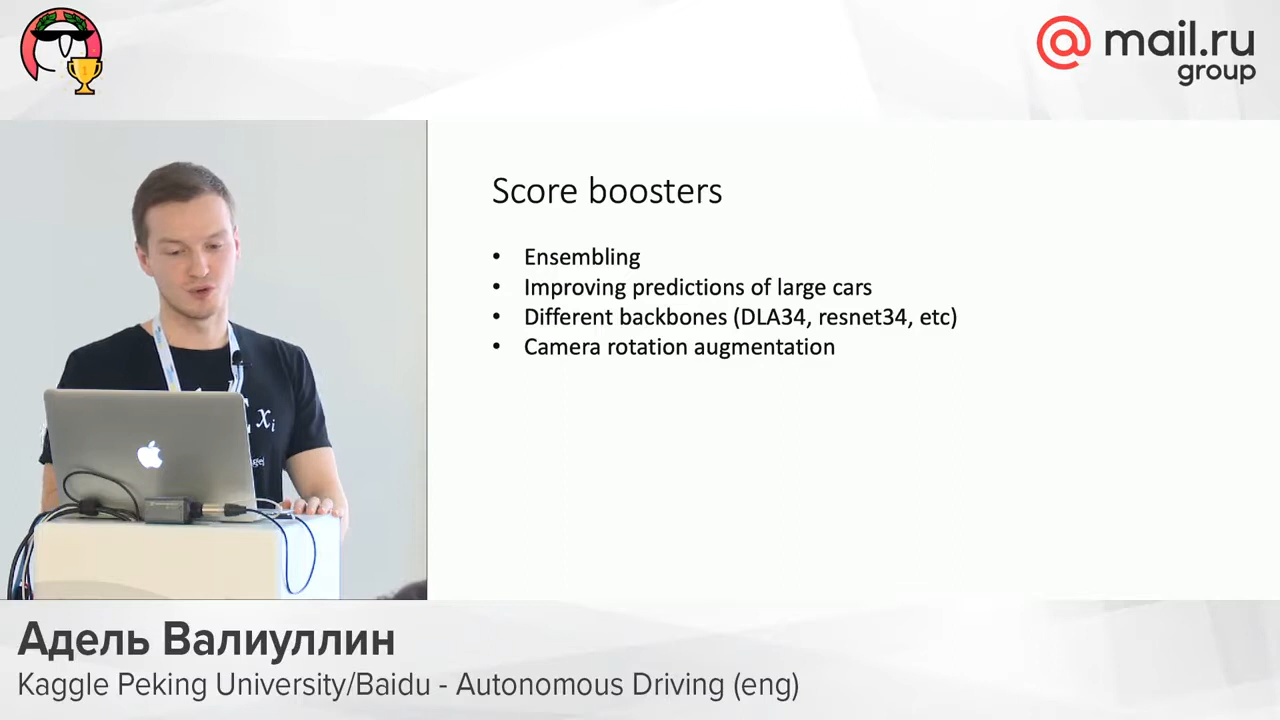 @mail.ru
group
Score boosters
• Ensembling
• Improving predictions of large cars
• Different backbones (DLA34, resnet34, etc)
• Camera rotation augmentation
x_i
Адель Валиуллин
Kaggle Peking University/Baidu - Autonomous Driving (eng)